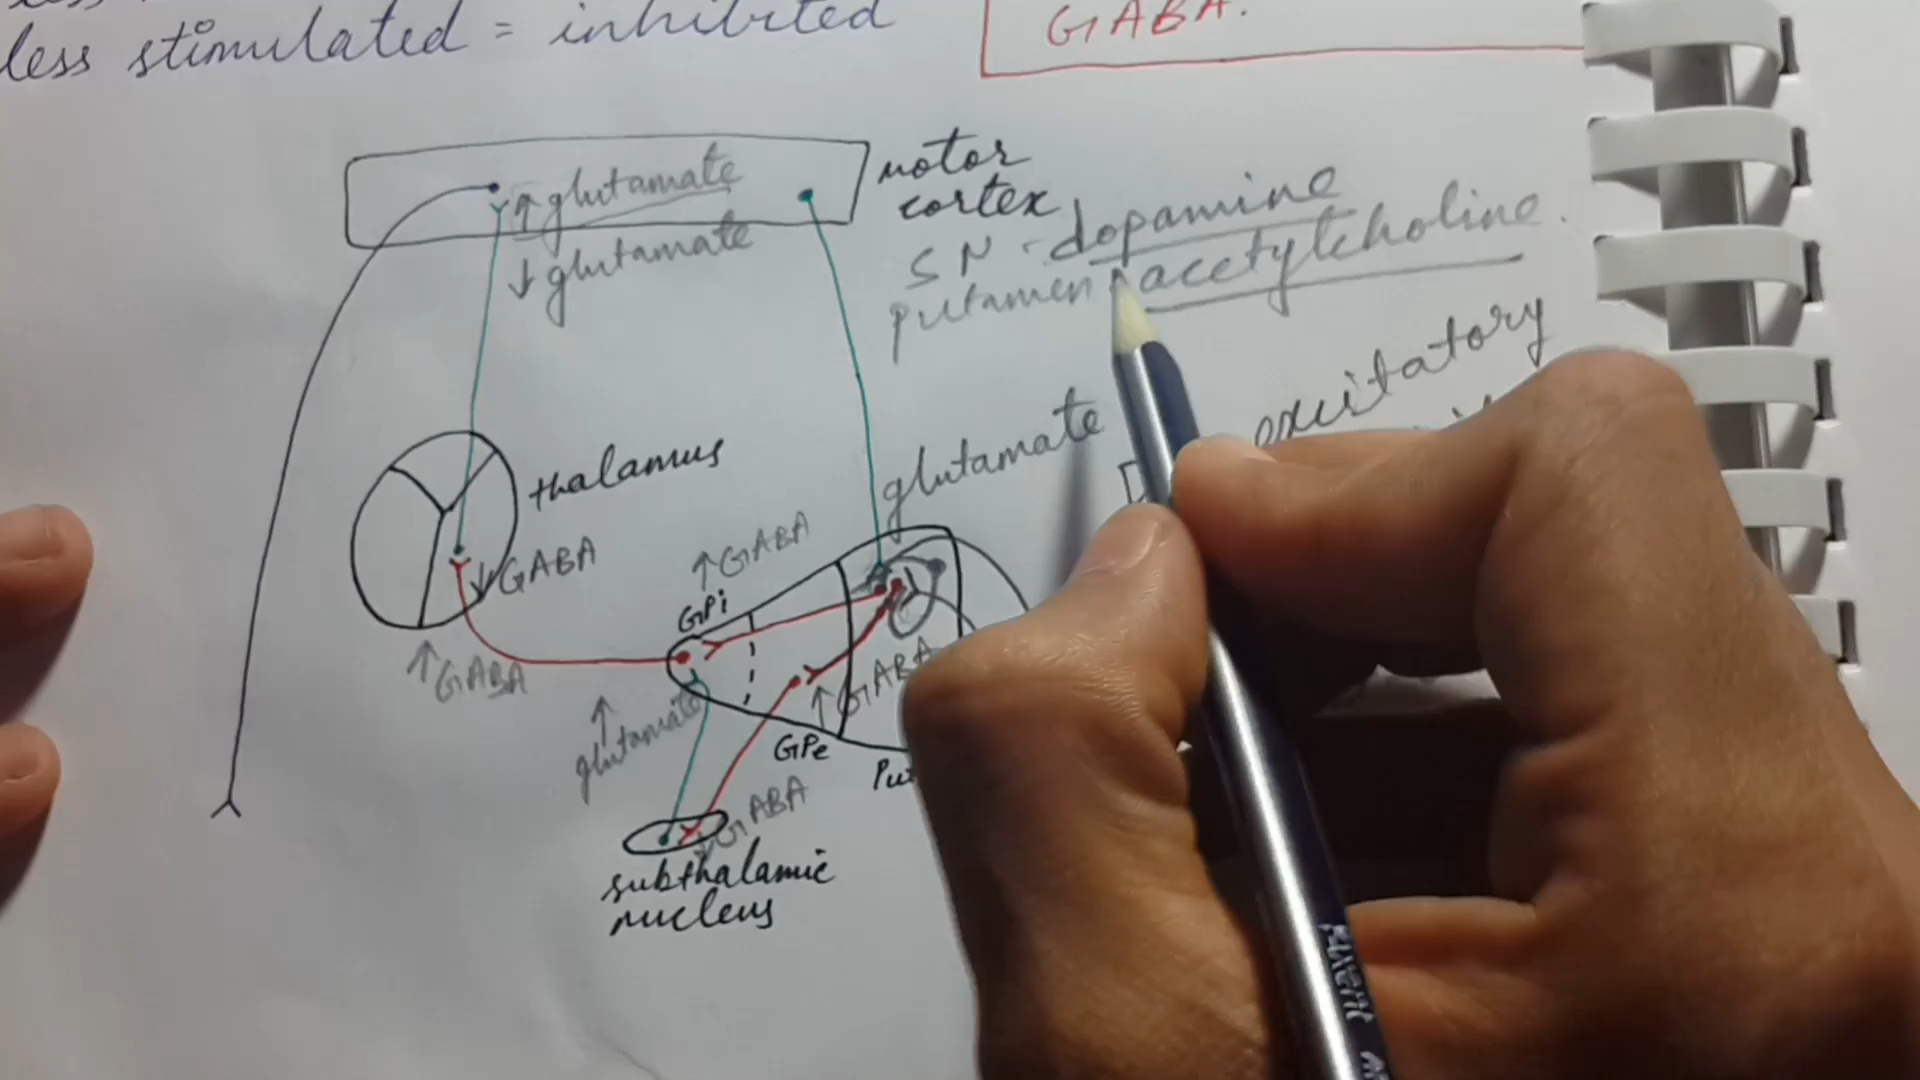 less stimulated = inhibited
GABA.
↑ glutamate
↓ glutamate
motor
cortex
SN - dopamine
putamen acetylcholine.
excitatory
glutamate
thalamus
↓ GABA
↑ GABA
↑ GABA
GPi
↑ GABA
↑ glutamate
GPe
Put
↓ GABA
subthalamic
nucleus